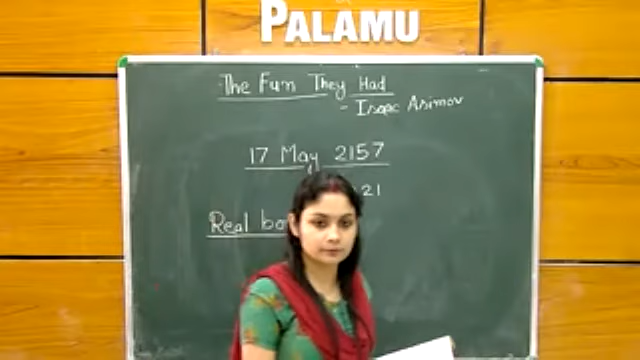 PALAMU
The Fun They Had
- Isaac Asimov
17 May 2157
21
Real bo